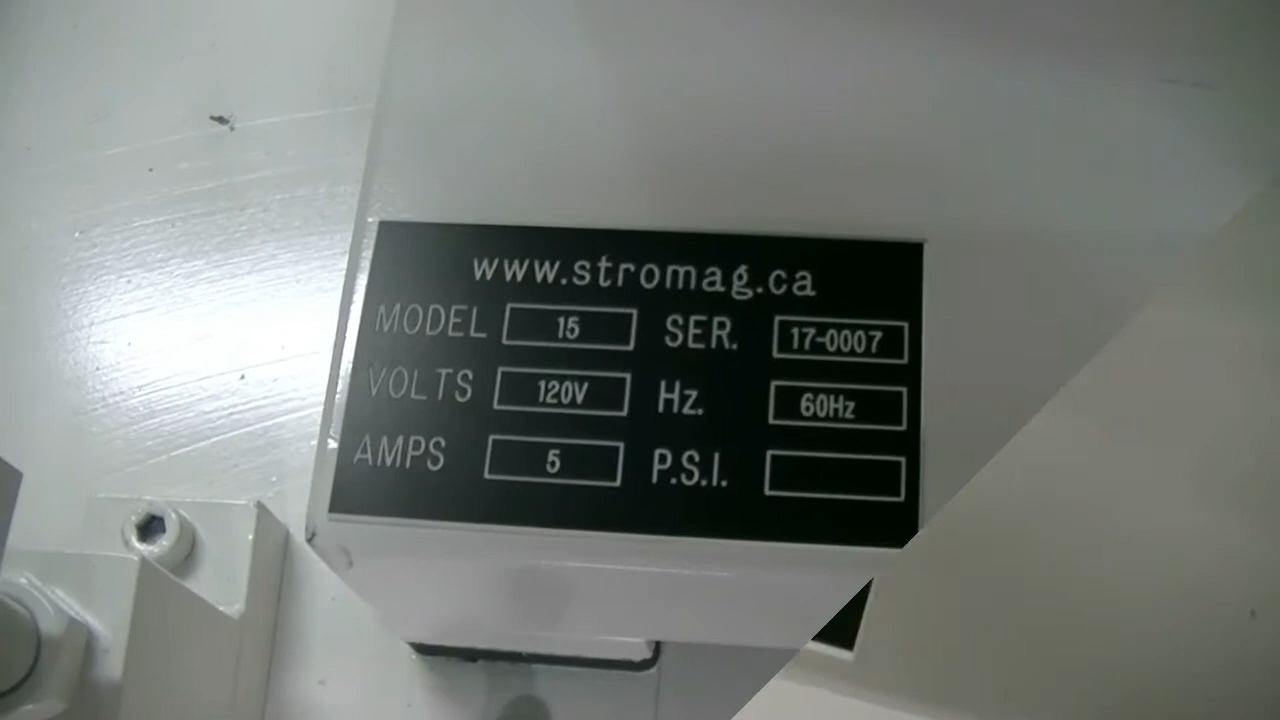 www.stromag.ca
MODEL 15 SER. 17-0007
VOLTS 120V Hz. 60Hz
AMPS 5 P.S.I.